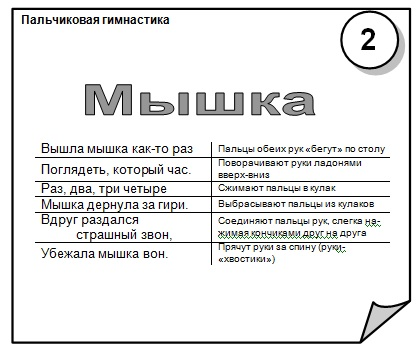 Пальчиковая гимнастика
2
Мышка
Вышла мышка как-то раз
Пальцы обеих рук «бегут» по столу
Поглядеть, который час.
Поворачивают руки ладонями
вверх-вниз
Раз, два, три четыре
Сжимают пальцы в кулак
Мышка дернула за гири.
Выбрасывают пальцы из кулаков
Вдруг раздался
страшный звон,
Соединяют пальцы рук, слегка на-
жимая кончиками друг на друга
Убежала мышка вон.
Прячут руки за спину (руки-
«хвостики»)